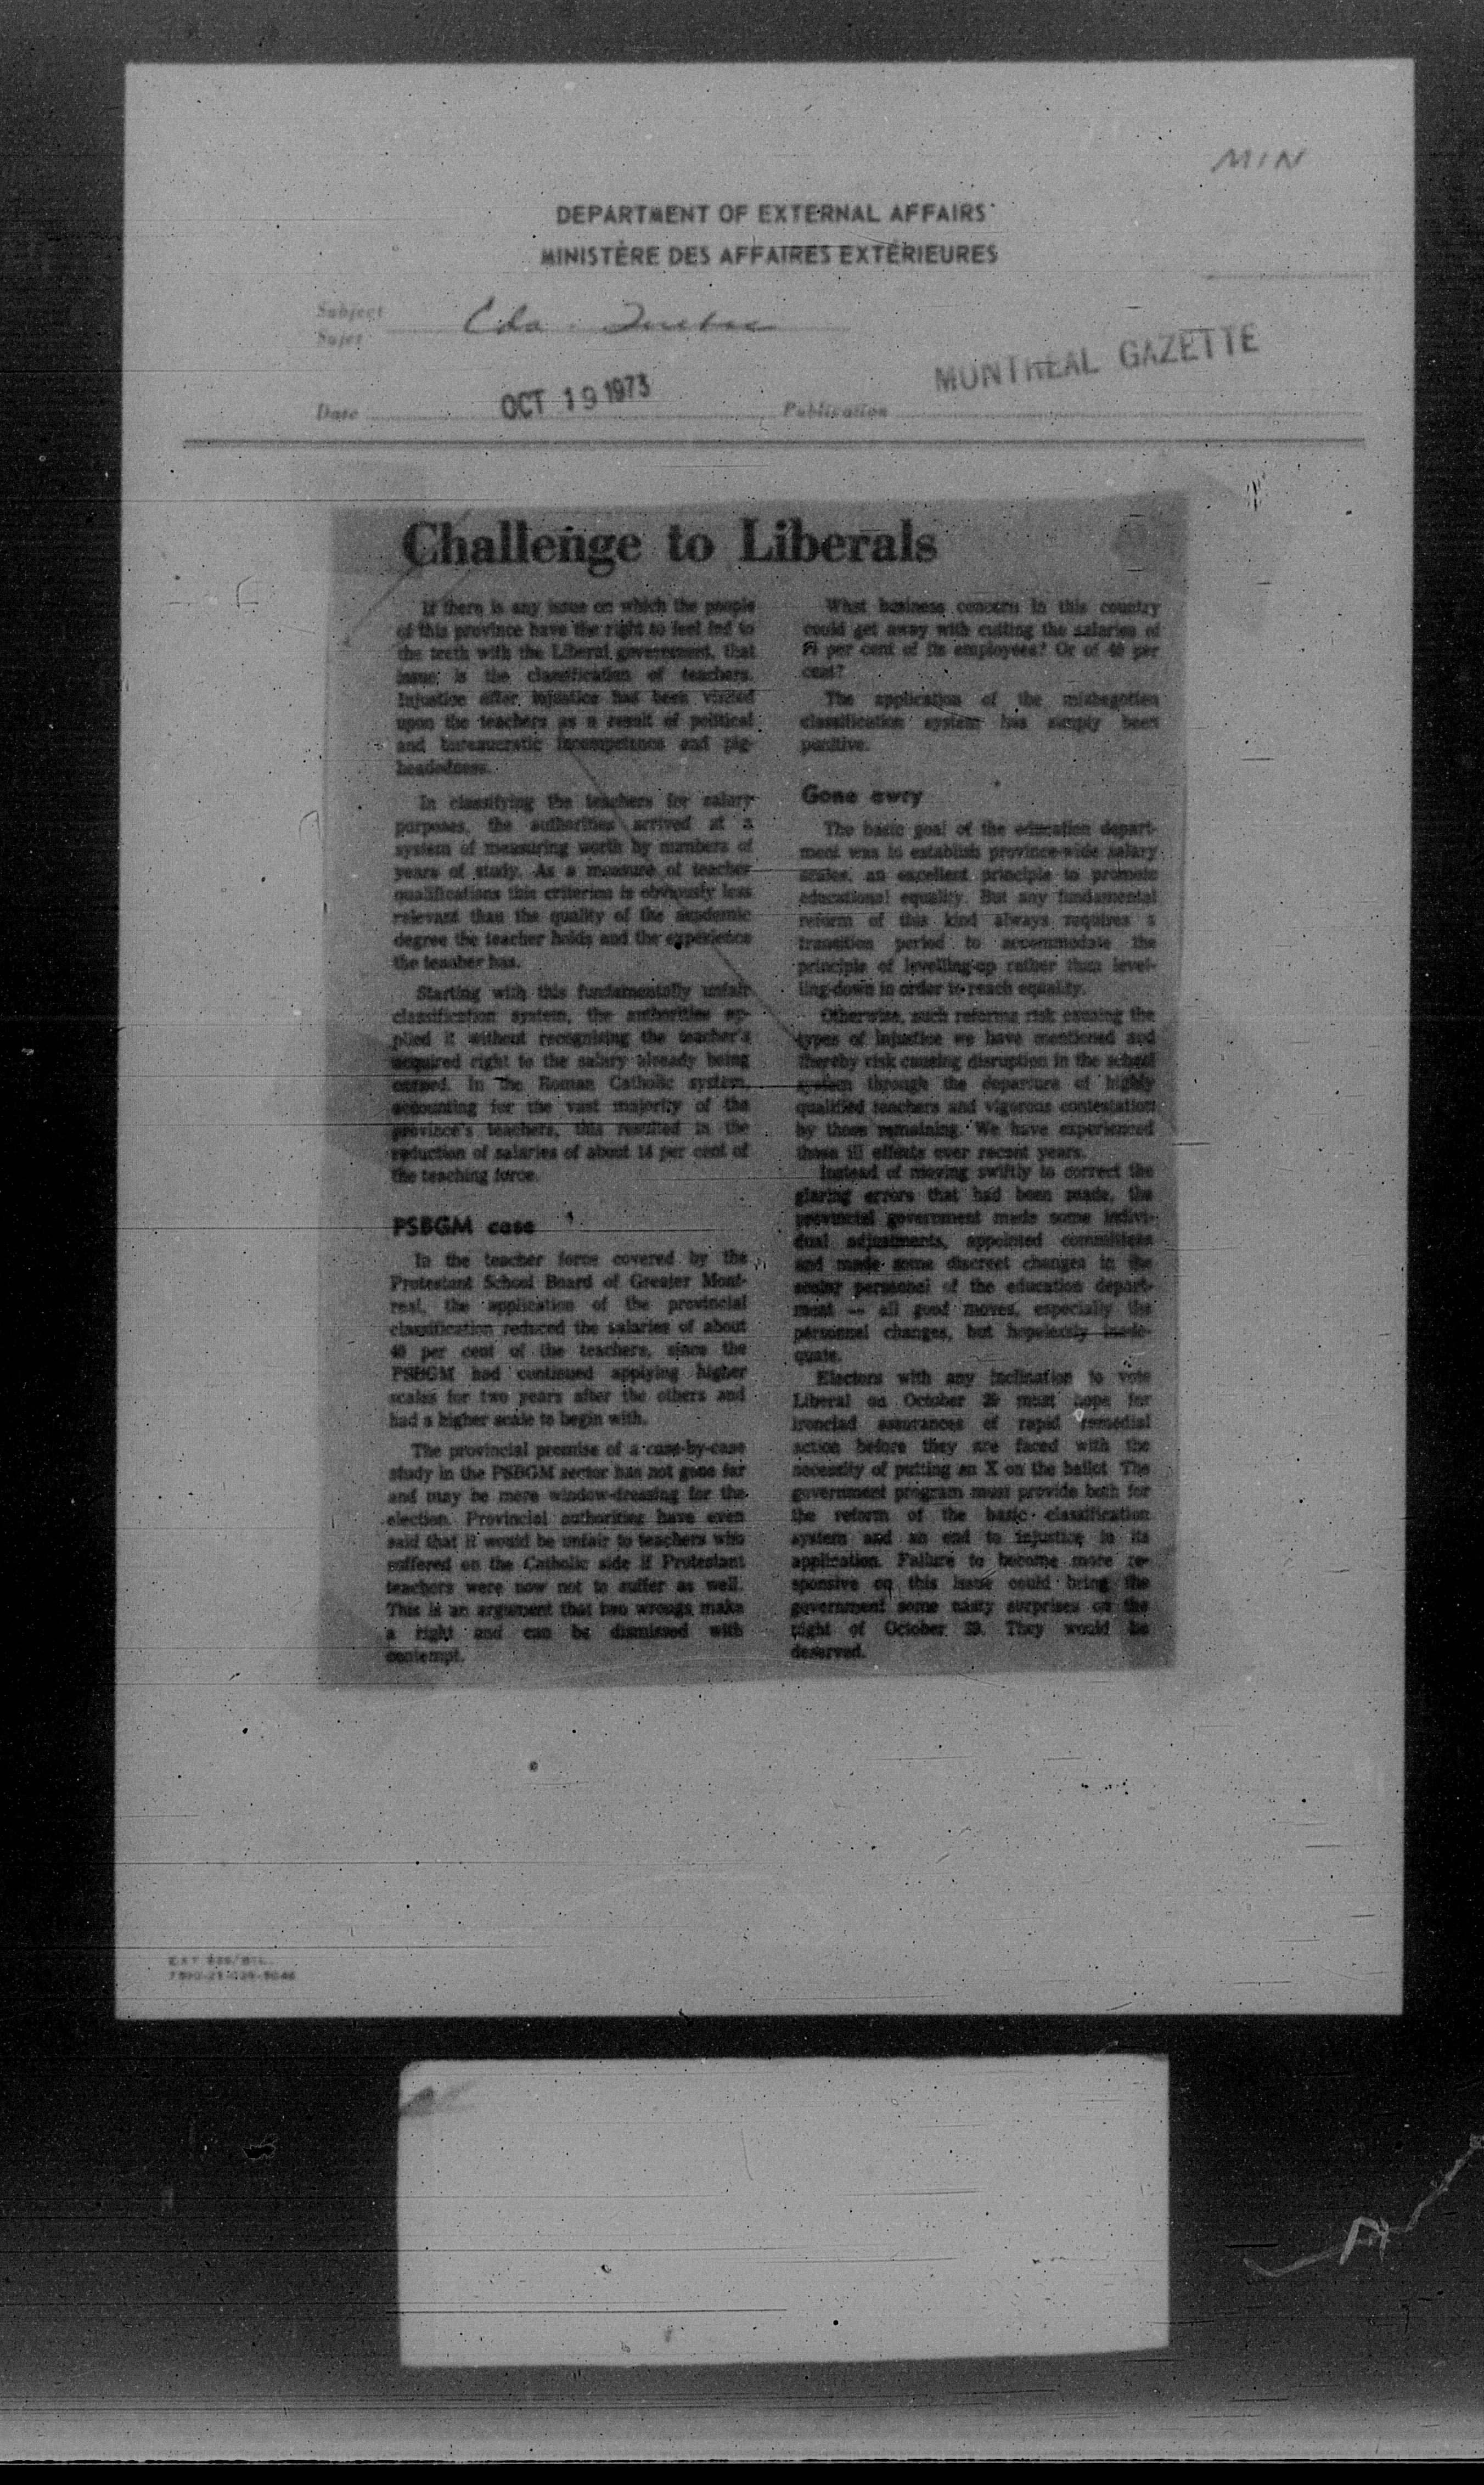 MIN
DEPARTMENT OF EXTERNAL AFFAIRS
MINISTÈRE DES AFFAIRES EXTÉRIEURES
Subject
Sujet
Cda. Quebec
MONTREAL GAZETTE
Date OCT 19 1973 Publication
Challenge to Liberals
If there is any issue on which the people
of this province have the right to feel fed to
the teeth with the Liberal government, that
issue is the classification of teachers.
Injustice after injustice has been visited
upon the teachers as a result of political
and bureaucratic incompetence and pig-
headedness.
In classifying the teachers for salary
purposes, the authorities arrived at a
system of measuring worth by numbers of
years of study. As a measure of teacher
qualifications this criterion is obviously less
relevant than the quality of the academic
degree the teacher holds and the experience
the teacher has.
Starting with this fundamentally unfair
classification system, the authorities ap-
plied it without recognizing the teacher's
acquired right to the salary already being
earned. In the Roman Catholic system,
accounting for the vast majority of the
province's teachers, this resulted in the
reduction of salaries of about 14 per cent of
the teaching force.
PSBGM case
In the teacher force covered by the
Protestant School Board of Greater Mont-
real, the application of the provincial
classification reduced the salaries of about
40 per cent of the teachers, since the
PSBGM had continued applying higher
scales for two years after the others and
had a higher scale to begin with.
The provincial promise of a case-by-case
study in the PSBGM sector has not gone far
and may be mere window-dressing for the
election. Provincial authorities have even
said that it would be unfair to teachers who
suffered on the Catholic side if Protestant
teachers were now not to suffer as well.
This is an argument that two wrongs make
a right and can be dismissed with
contempt.
What business concern in this country
could get away with cutting the salaries of
per cent of its employees? Or of 40 per
cent?
The application of the misbegotten
classification system has simply been
punitive.
Gone awry
The basic goal of the education depart-
ment was to establish province-wide salary
scales, an excellent principle to promote
educational equality. But any fundamental
reform of this kind always requires a
transition period to accommodate the
principle of levelling-up rather than level-
ling-down in order to reach equality.
Otherwise, such reforms risk causing the
types of injustice we have mentioned and
thereby risk causing disruption in the school
system through the departure of highly
qualified teachers and vigorous contestation
by those remaining. We have experienced
these ill effects over recent years.
Instead of moving swiftly to correct the
glaring errors that had been made, the
provincial government made some indivi-
dual adjustments, appointed committees
and made some discreet changes in the
senior personnel of the education depart-
ment -- all good moves, especially the
personnel changes, but hopelessly inade-
quate.
Electors with any inclination to vote
Liberal on October 29 must hope for
ironclad assurances of rapid remedial
action before they are faced with the
necessity of putting an X on the ballot. The
government program must provide both for
the reform of the basic classification
system and an end to injustice in its
application. Failure to become more re-
sponsive on this issue could bring the
government some nasty surprises on the
night of October 29. They would be
deserved.